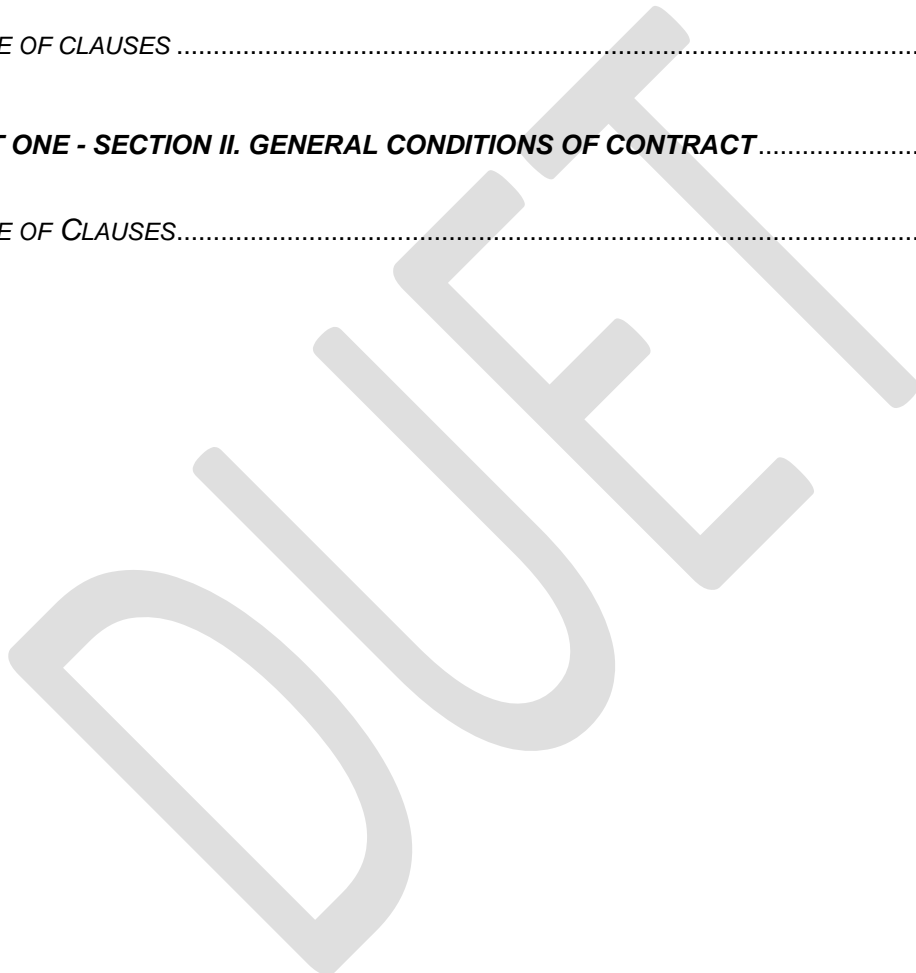 E OF CLAUSES ....................................................................................................
T ONE - SECTION II. GENERAL CONDITIONS OF CONTRACT......................
E OF CLAUSES....................................................................................................
DUET